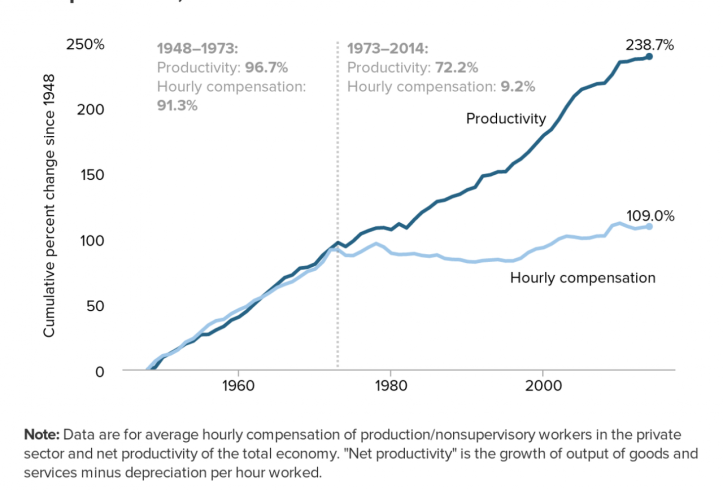 250%
1948–1973:
Productivity: 96.7%
Hourly compensation:
91.3%
1973–2014:
Productivity: 72.2%
Hourly compensation: 9.2%
238.7%
Productivity
200
150
100
50
0
Cumulative percent change since 1948
109.0%
Hourly compensation
1960
1980
2000
Note: Data are for average hourly compensation of production/nonsupervisory workers in the private
sector and net productivity of the total economy. "Net productivity" is the growth of output of goods and
services minus depreciation per hour worked.